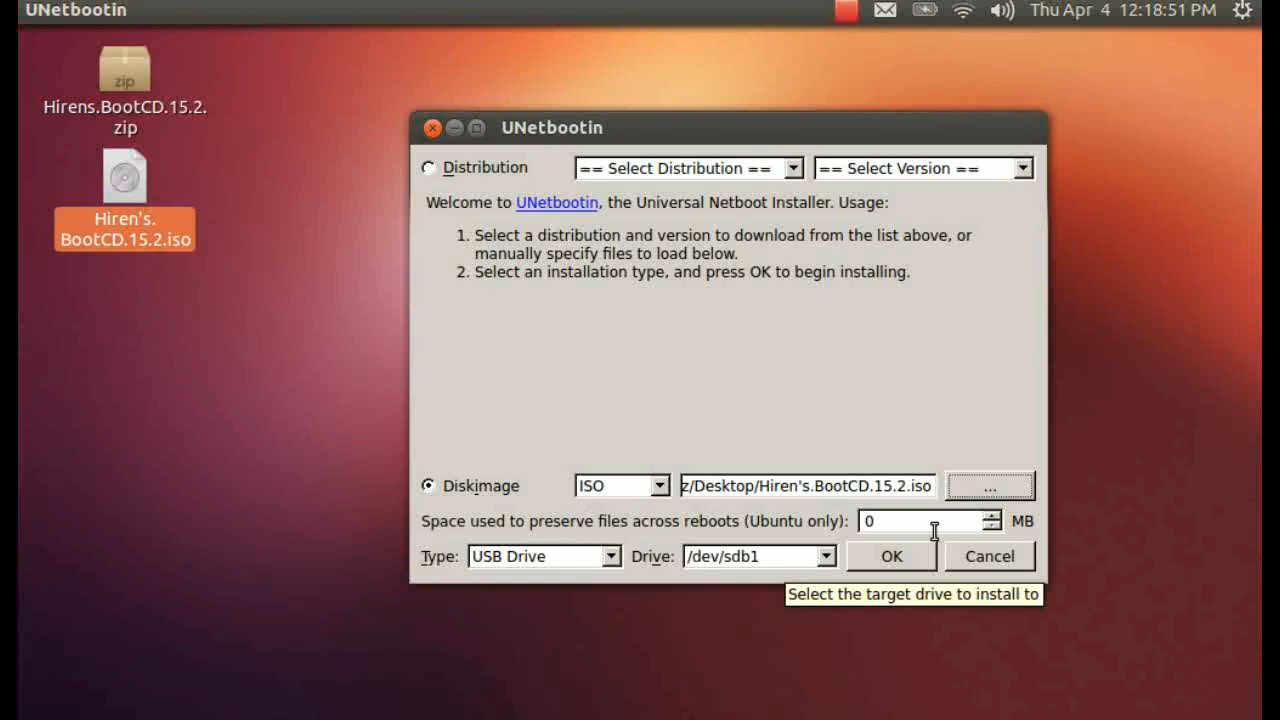 UNetbootin
Thu Apr 4 12:18:51 PM
zip
Hirens.BootCD.15.2.
zip
Hiren's.
BootCD.15.2.iso
UNetbootin
Distribution
== Select Distribution ==
== Select Version ==
Welcome to UNetbootin, the Universal Netboot Installer. Usage:
1. Select a distribution and version to download from the list above, or
manually specify files to load below.
2. Select an installation type, and press OK to begin installing.
Diskimage
ISO
z/Desktop/Hiren's.BootCD.15.2.iso
...
Space used to preserve files across reboots (Ubuntu only):
0
MB
Type:
USB Drive
Drive:
/dev/sdb1
OK
Cancel
Select the target drive to install to